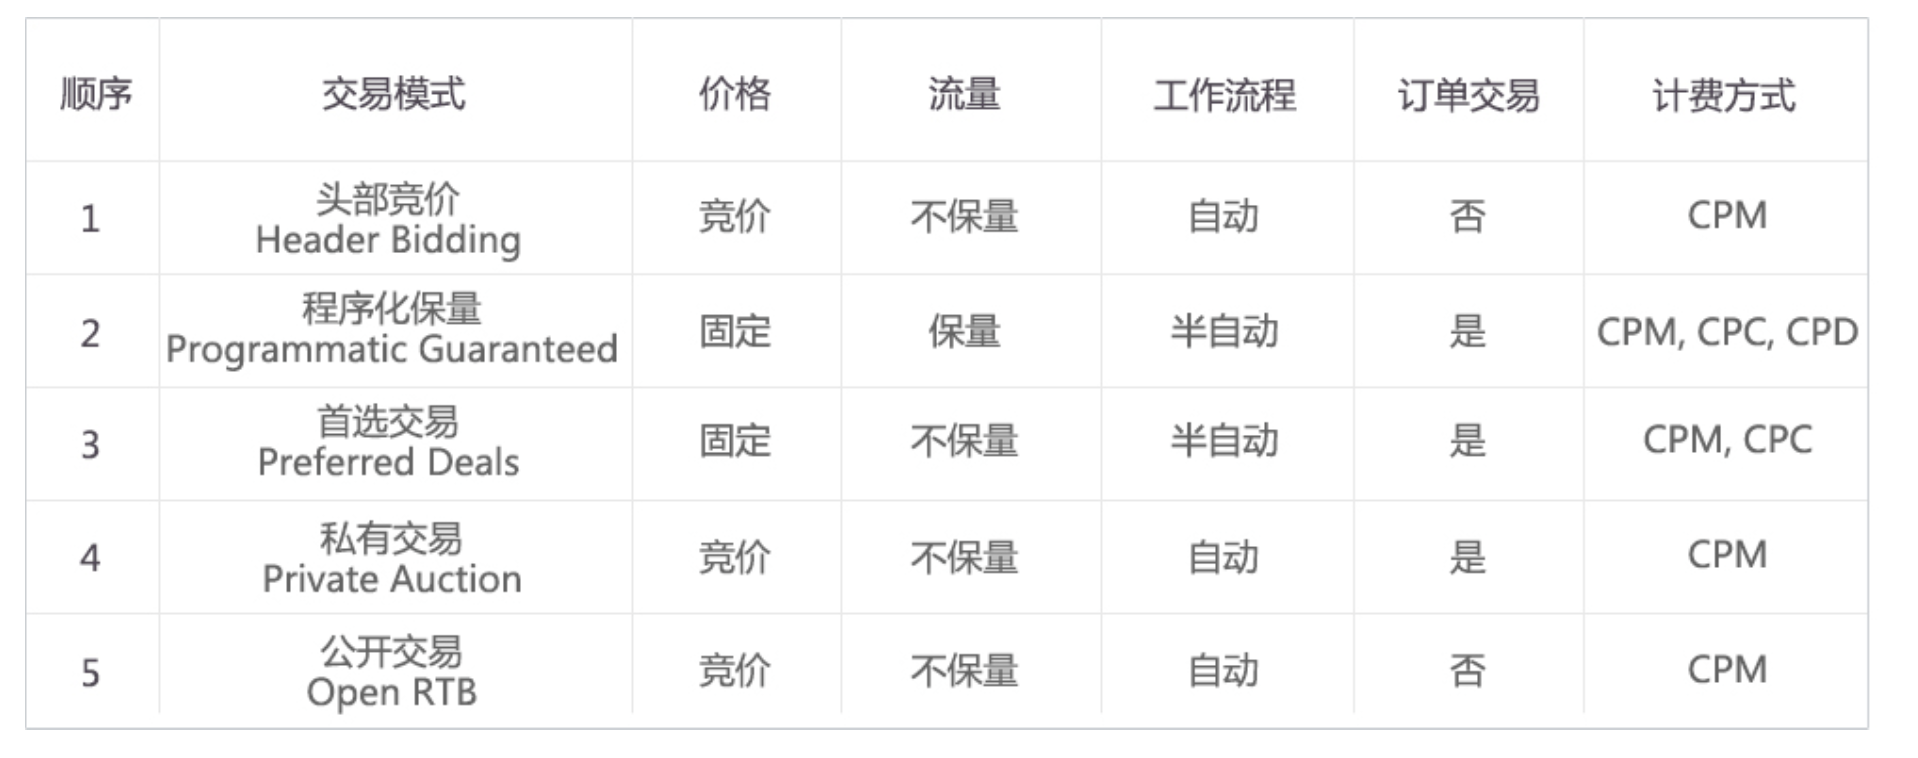 顺序 交易模式 价格 流量 工作流程 订单交易 计费方式
1 头部竞价 竞价 不保量 自动 否 CPM
Header Bidding
2 程序化保量 固定 保量 半自动 是 CPM, CPC, CPD
Programmatic Guaranteed
3 首选交易 固定 不保量 半自动 是 CPM, CPC
Preferred Deals
4 私有交易 竞价 不保量 自动 是 CPM
Private Auction
5 公开交易 竞价 不保量 自动 否 CPM
Open RTB